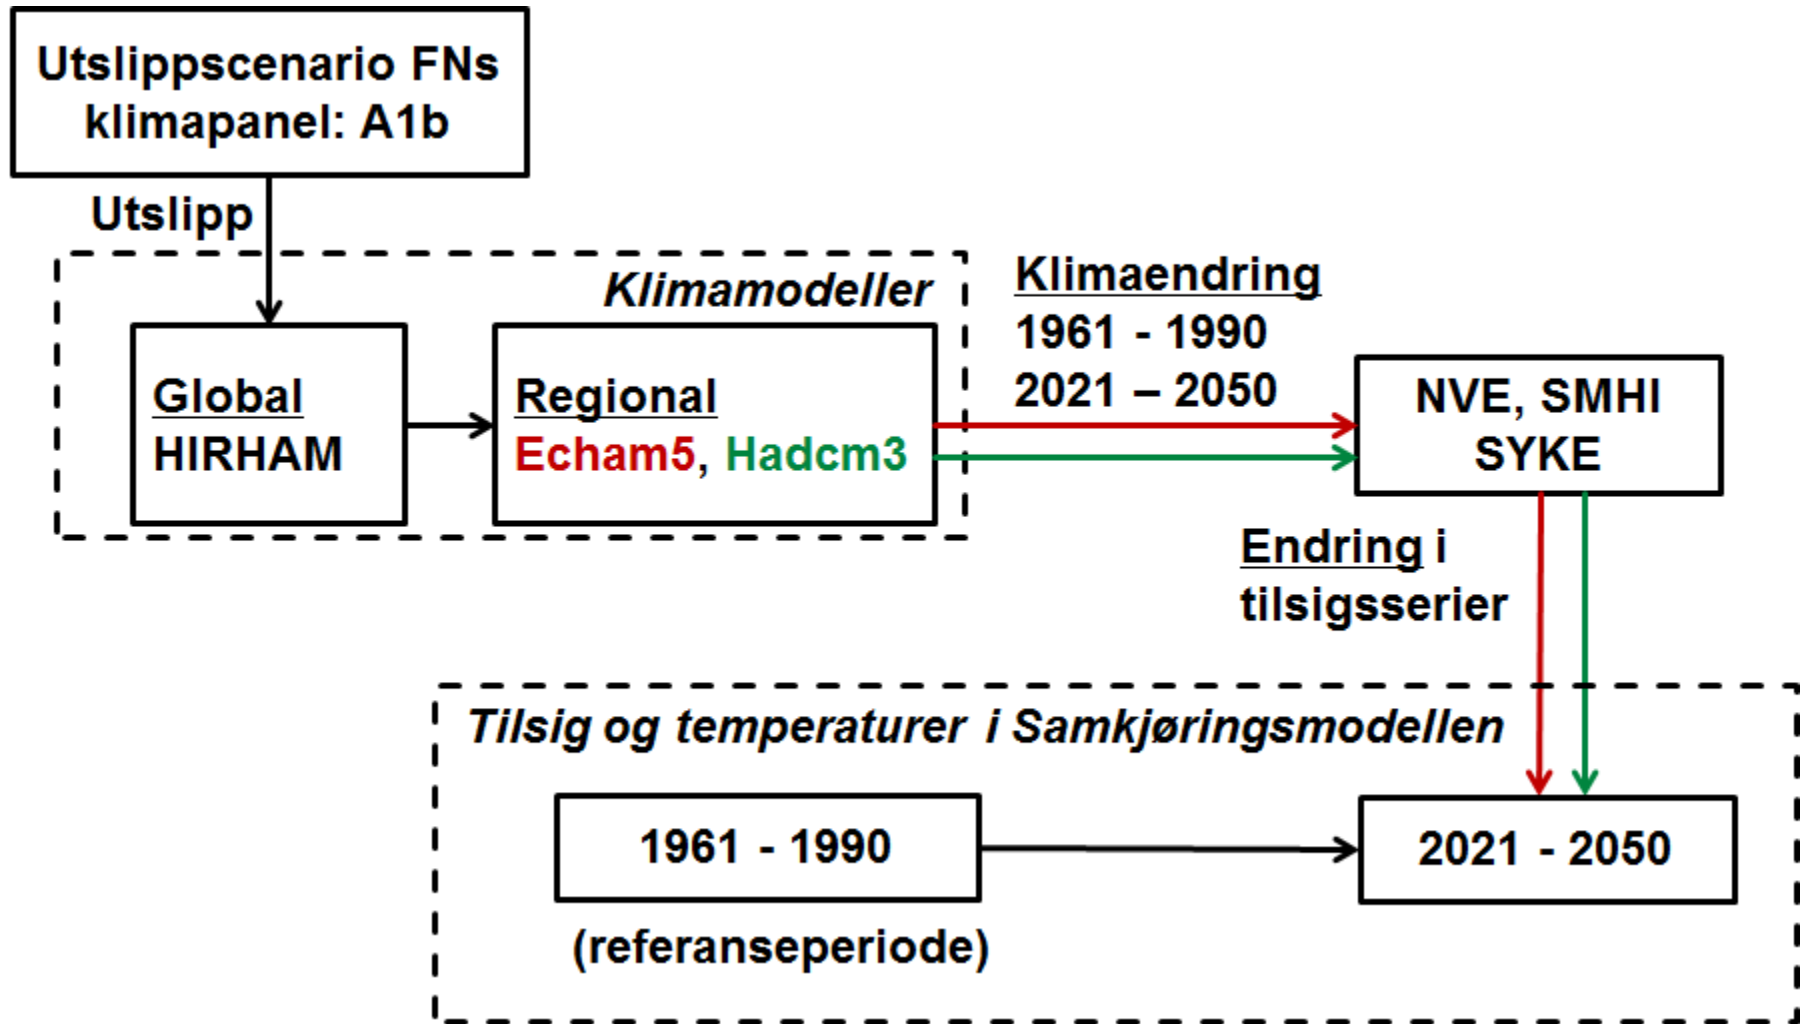 Utslippscenario FNs
klimapanel: A1b
Utslipp
Klimamodeller
Global
HIRHAM
Regional
Echam5, Hadcm3
Klimaendring
1961 - 1990
2021 – 2050
NVE, SMHI
SYKE
Endring i
tilsigsserier
Tilsig og temperaturer i Samkjøringsmodellen
1961 - 1990
(referanseperiode)
2021 - 2050